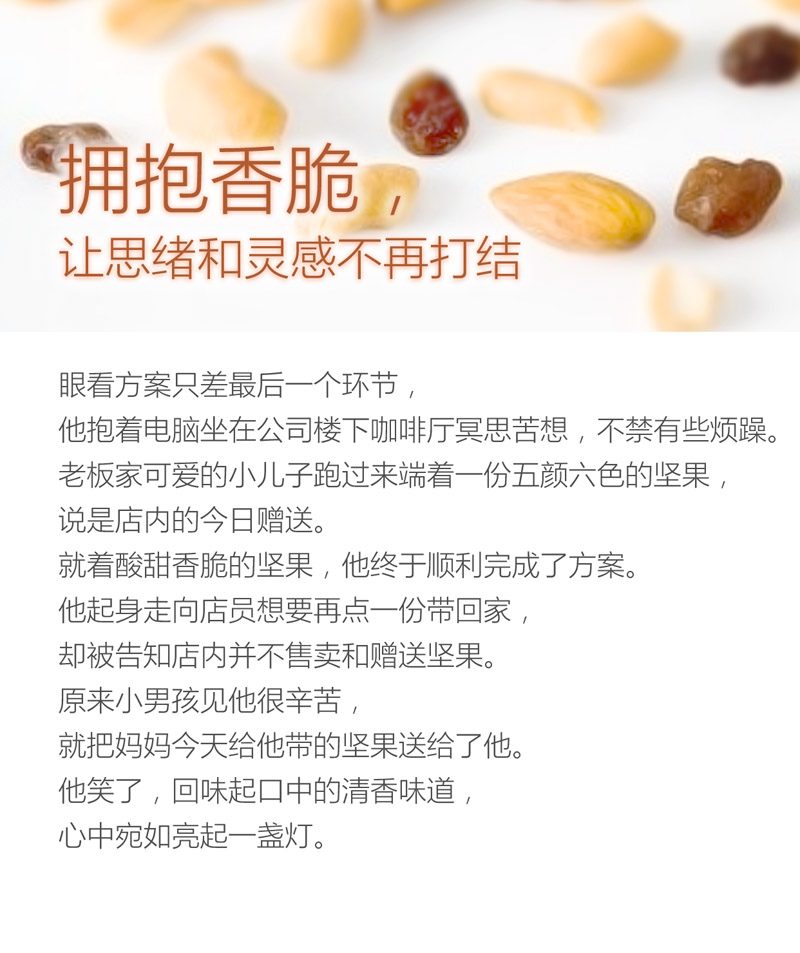 拥抱香脆，
让思绪和灵感不再打结
眼看方案只差最后一个环节，
他抱着电脑坐在公司楼下咖啡厅冥思苦想，不禁有些烦躁。
老板家可爱的小儿子跑过来端着一份五颜六色的坚果，
说是店内的今日赠送。
就着酸甜香脆的坚果，他终于顺利完成了方案。
他起身走向店员想要再点一份带回家，
却被告知店内并不售卖和赠送坚果。
原来小男孩见他很辛苦，
就把妈妈今天给他带的坚果送给了他。
他笑了，回味起口中的清香味道，
心中宛如亮起一盏灯。